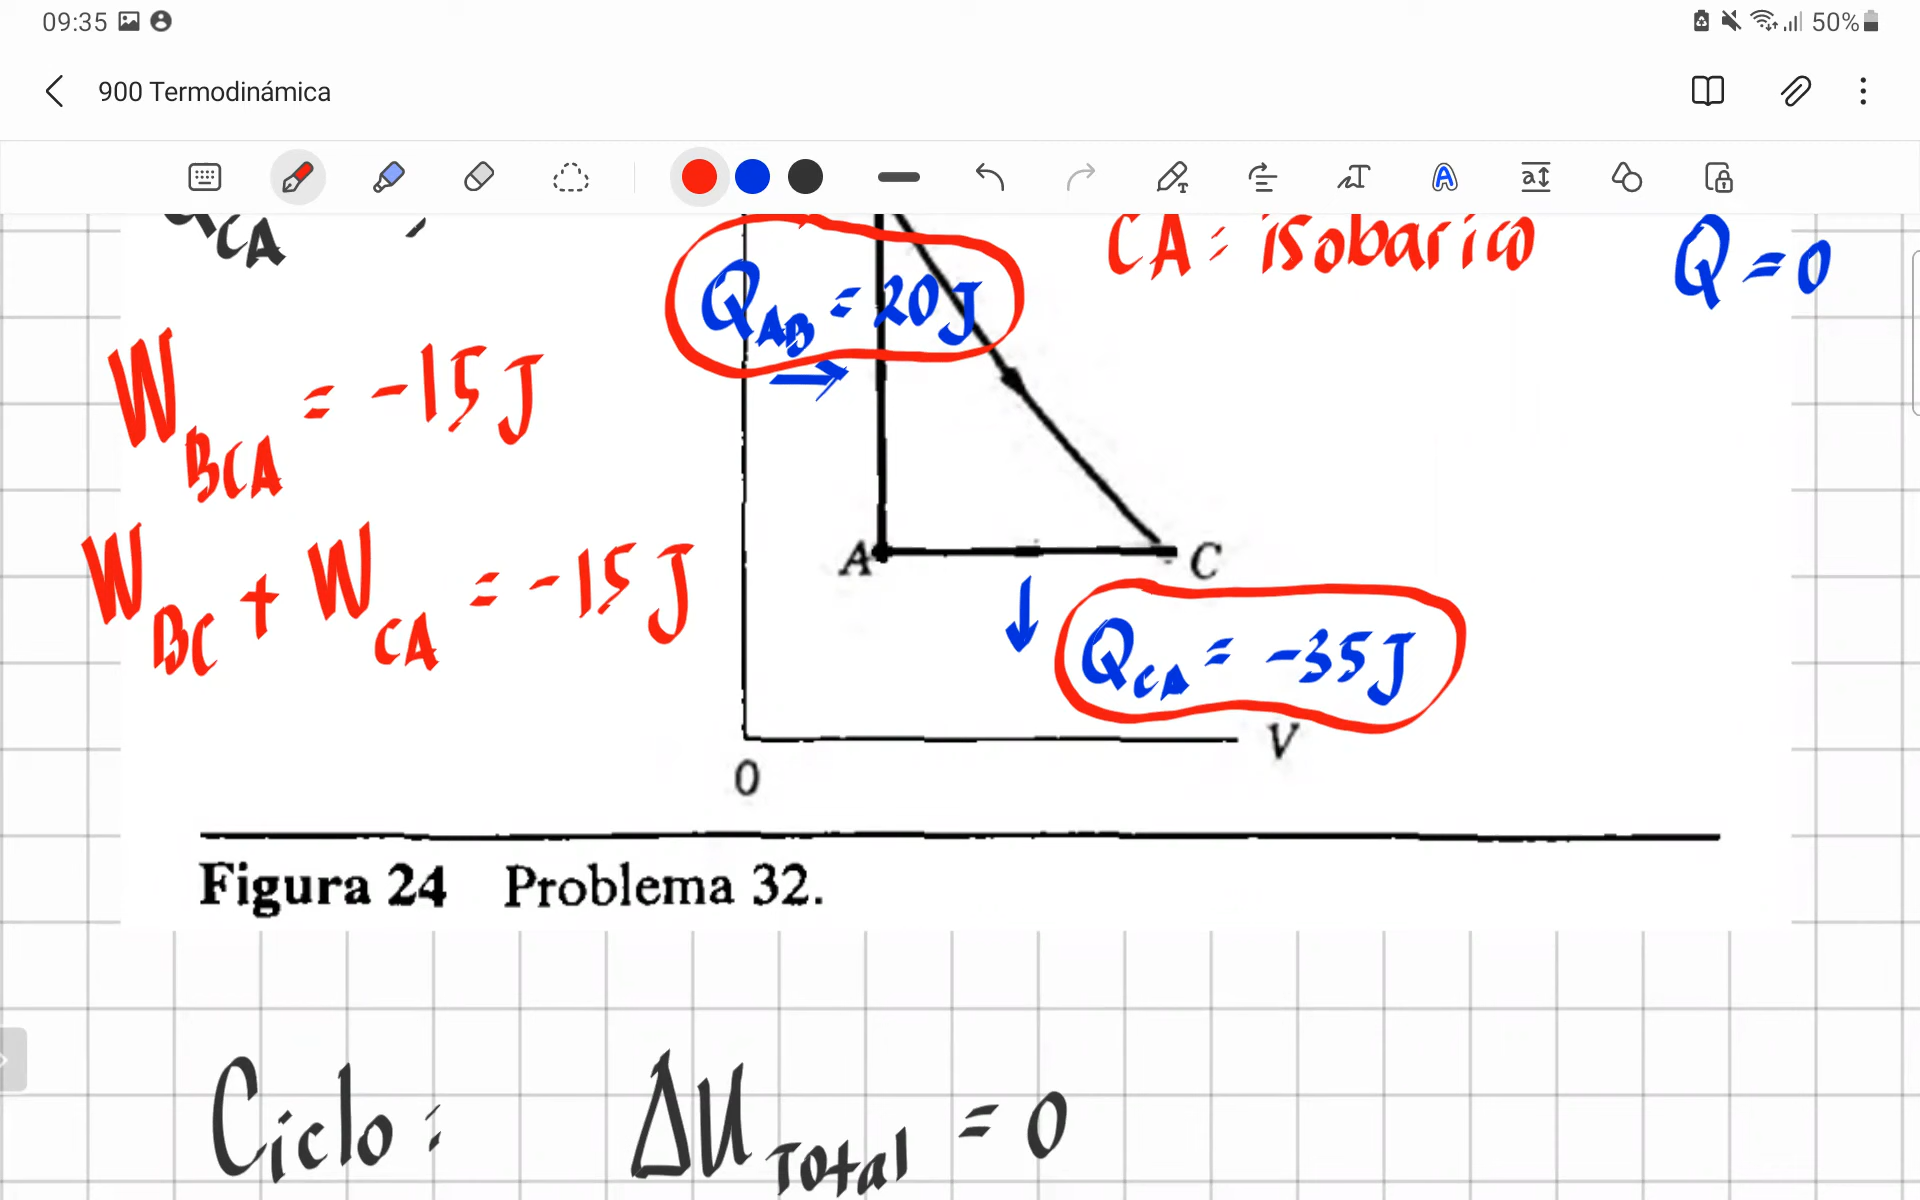 09:35
50%
900 Termodinámica
CA
CA = isobarico
Q = 0
Q_AB = 20J
W_BCA = -15J
W_BC + W_CA = -15J
A
C
Q_CA = -35J
V
0
Figura 24 Problema 32.
Ciclo: ΔU_Total = 0